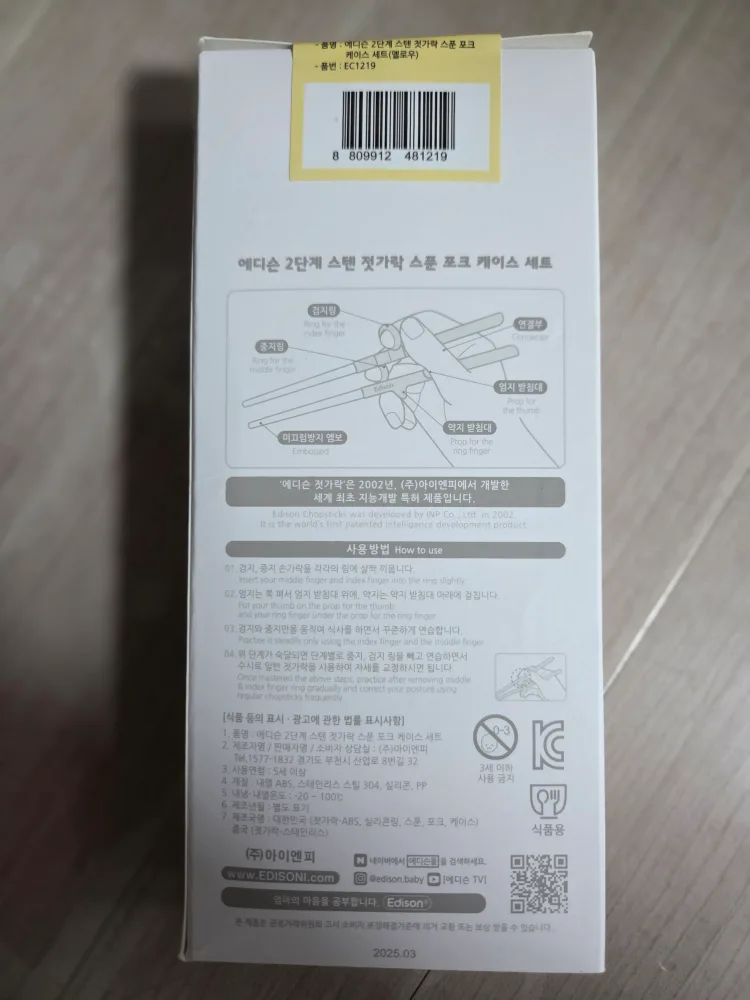 - 품명 : 에디슨 2단계 스텐 젓가락 스푼 포크
케이스 세트(옐로우)
- 품번 : EC1219
8 809912 481219
에디슨 2단계 스텐 젓가락 스푼 포크 케이스 세트
검지링
Ring for the
index finger
연결부
Connector
중지링
Ring for the
middle finger
Edison
엄지 받침대
Prop for
the thumb
약지 받침대
Prop for the
ring finger
미끄럼방지 엠보
Embossed
'에디슨 젓가락'은 2002년, (주)아이엔피에서 개발한
세계 최초 지능개발 특허 제품입니다.
Edison Chopsticks was developed by INP Co., Ltd. in 2002.
It is the world's first patented intelligence development product.
사용방법 How to use
01. 검지, 중지 손가락을 각각의 링에 살짝 끼웁니다.
Insert your middle finger and index finger into the ring slightly.
02. 엄지는 쭉 펴서 엄지 받침대 위에, 약지는 약지 받침대 아래에 걸칩니다.
Put your thumb on the prop for the thumb
and your ring finger under the prop for the ring finger.
03. 검지와 중지만을 움직여 식사를 하면서 꾸준하게 연습합니다.
Practice it steadily only using the index finger and the middle finger.
04. 위 단계가 숙달되면 단계별로 중지, 검지 링을 빼고 연습하면서
수시로 일반 젓가락을 사용하며 자세를 교정하시면 됩니다.
Once mastered the above steps, practice after removing middle
& index finger ring gradually and correct your posture using
regular chopsticks frequently.
[식품 등의 표시 · 광고에 관한 법률 표시사항]
1. 품명 : 에디슨 2단계 스텐 젓가락 스푼 포크 케이스 세트
2. 제조자명 / 판매자명 / 소비자 상담실 : (주)아이엔피
Tel.1577-1832 경기도 부천시 산업로 8번길 32
3. 사용연령 : 5세 이상
4. 재질 : 내열 ABS, 스테인리스 스틸 304, 실리콘, PP
5. 내냉·내열온도 : -20 ~ 100℃
6. 제조년월 : 별도 표기
7. 제조국명 : 대한민국 (젓가락-ABS, 실리콘링, 스푼, 포크, 케이스)
중국 (젓가락-스테인리스)
0-3
3세 이하
사용 금지
KC
식품용
(주)아이엔피
N 네이버에서 에디슨몰을 검색하세요.
www.EDISONI.com
@edison.baby [에디슨 TV]
엄마의 마음을 공부합니다. Edison®
본 제품은 공정거래위원회 고시 소비자 분쟁해결기준에 의거 교환 또는 보상 받을 수 있습니다.
2025.03